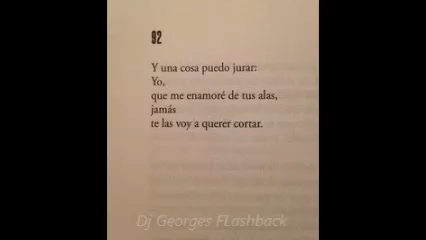 92
Y una cosa puedo jurar:
Yo,
que me enamoré de tus alas,
jamás
te las voy a querer cortar.
Dj Georges FLashback